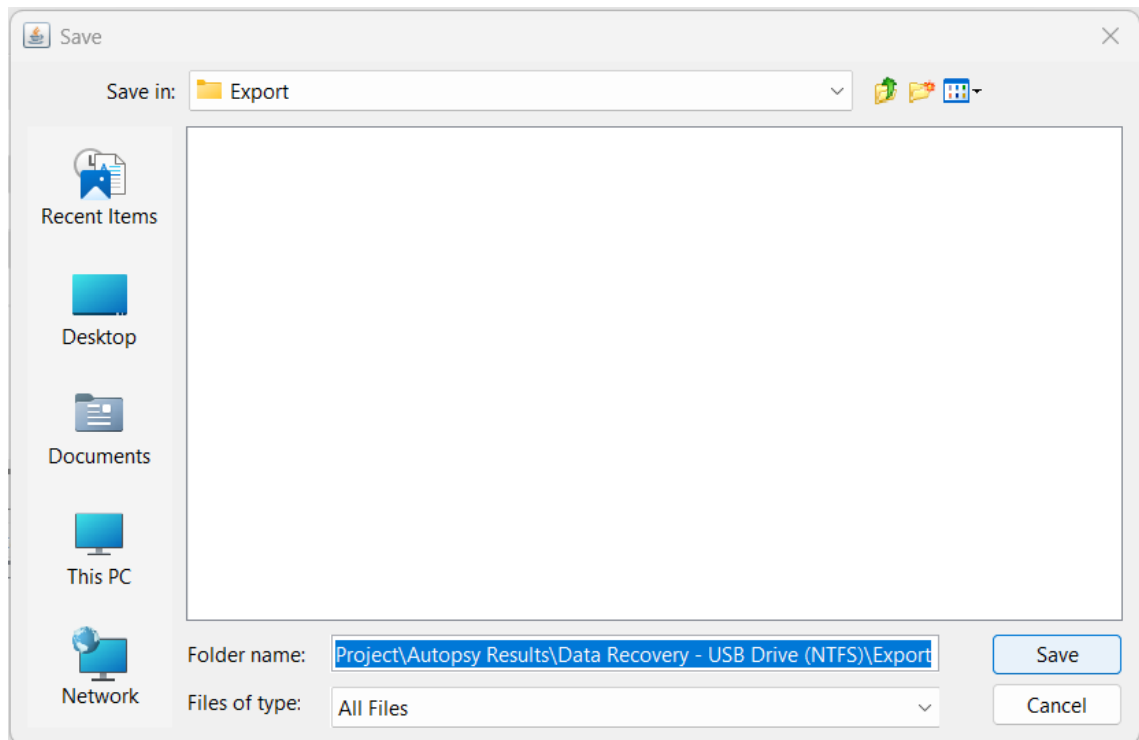 Save
Save in: Export
Recent Items
Desktop
Documents
This PC
Network
Folder name: Project\Autopsy Results\Data Recovery - USB Drive (NTFS)\Export Save
Files of type: All Files Cancel